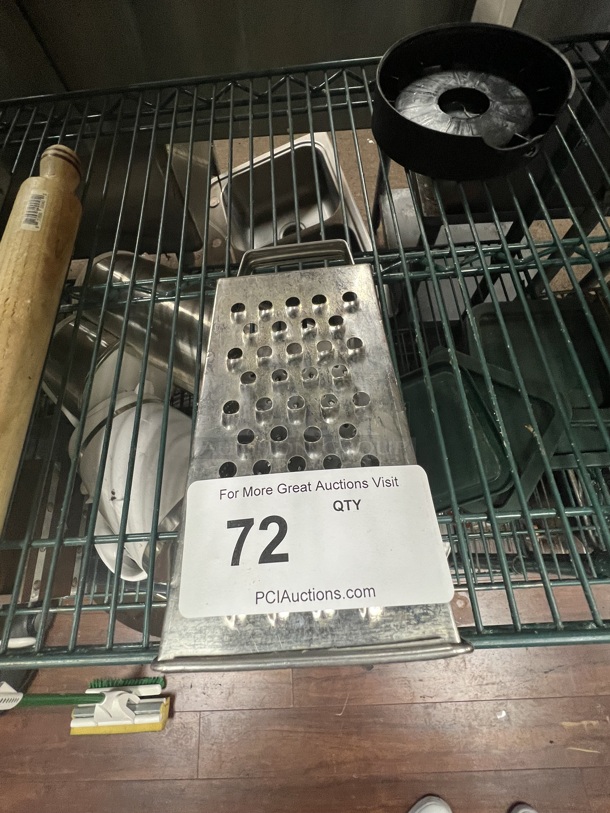 For More Great Auctions Visit
QTY
72
PCIAuctions.com